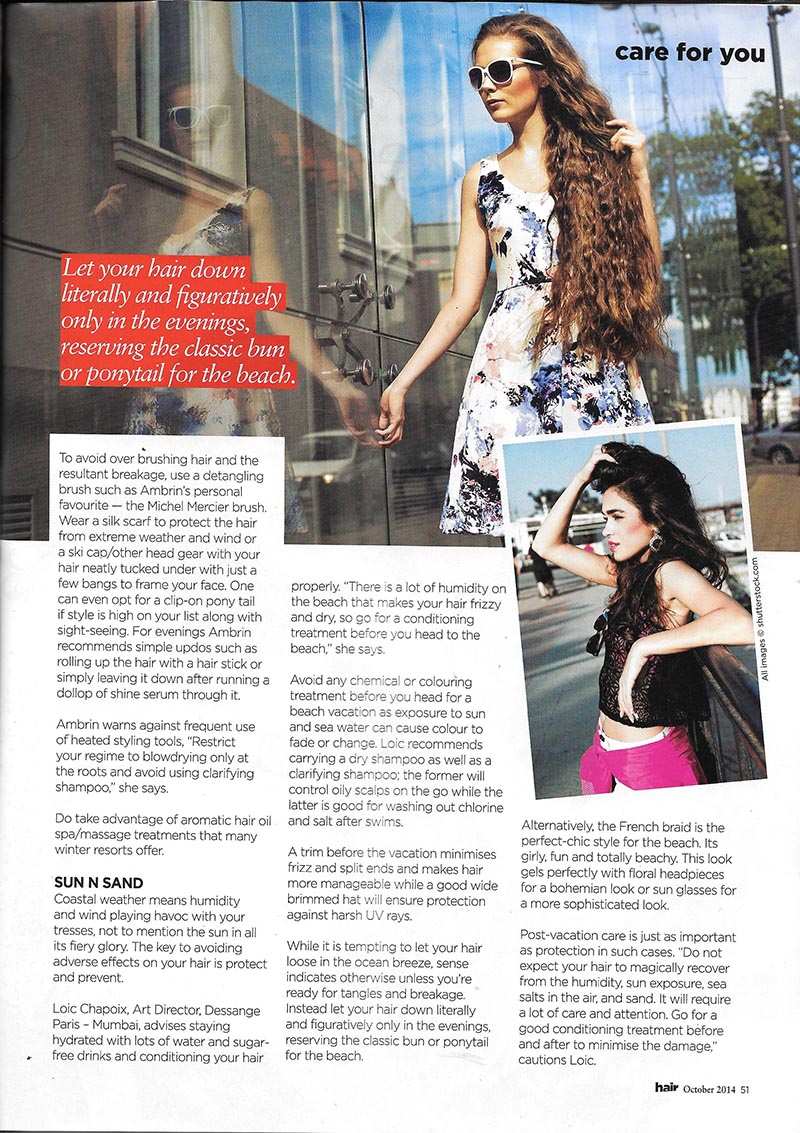 care for you
Let your hair down
literally and figuratively
only in the evenings,
reserving the classic bun
or ponytail for the beach.
To avoid over brushing hair and the
resultant breakage, use a detangling
brush such as Ambrin's personal
favourite — the Michel Mercier brush.
Wear a silk scarf to protect the hair
from extreme weather and wind or
a ski cap/other head gear with your
hair neatly tucked under with just a
few bangs to frame your face. One
can even opt for a clip-on pony tail
if style is high on your list along with
sight-seeing. For evenings Ambrin
recommends simple updos such as
rolling up the hair with a hair stick or
simply leaving it down after running a
dollop of shine serum through it.
Ambrin warns against frequent use
of heated styling tools, “Restrict
your regime to blowdrying only at
the roots and avoid using clarifying
shampoo,” she says.
Do take advantage of aromatic hair oil
spa/massage treatments that many
winter resorts offer.
SUN N SAND
Coastal weather means humidity
and wind playing havoc with your
tresses, not to mention the sun in all
its fiery glory. The key to avoiding
adverse effects on your hair is protect
and prevent.
Loic Chapoix, Art Director, Dessange
Paris – Mumbai, advises staying
hydrated with lots of water and sugar-
free drinks and conditioning your hair
properly. “There is a lot of humidity on
the beach that makes your hair frizzy
and dry, so go for a conditioning
treatment before you head to the
beach,” she says.
Avoid any chemical or colouring
treatment before you head for a
beach vacation as exposure to sun
and sea water can cause colour to
fade or change. Loic recommends
carrying a dry shampoo as well as a
clarifying shampoo; the former will
control oily scalps on the go while the
latter is good for washing out chlorine
and salt after swims.
A trim before the vacation minimises
frizz and split ends and makes hair
more manageable while a good wide
brimmed hat will ensure protection
against harsh UV rays.
While it is tempting to let your hair
loose in the ocean breeze, sense
indicates otherwise unless you're
ready for tangles and breakage.
Instead let your hair down literally
and figuratively only in the evenings,
reserving the classic bun or ponytail
for the beach.
All images © shutterstock.com
Alternatively, the French braid is the
perfect-chic style for the beach. Its
girly, fun and totally beachy. This look
gels perfectly with floral headpieces
for a bohemian look or sun glasses for
a more sophisticated look.
Post-vacation care is just as important
as protection in such cases. “Do not
expect your hair to magically recover
from the humidity, sun exposure, sea
salts in the air, and sand. It will require
a lot of care and attention. Go for a
good conditioning treatment before
and after to minimise the damage,”
cautions Loic.
hair October 2014 51